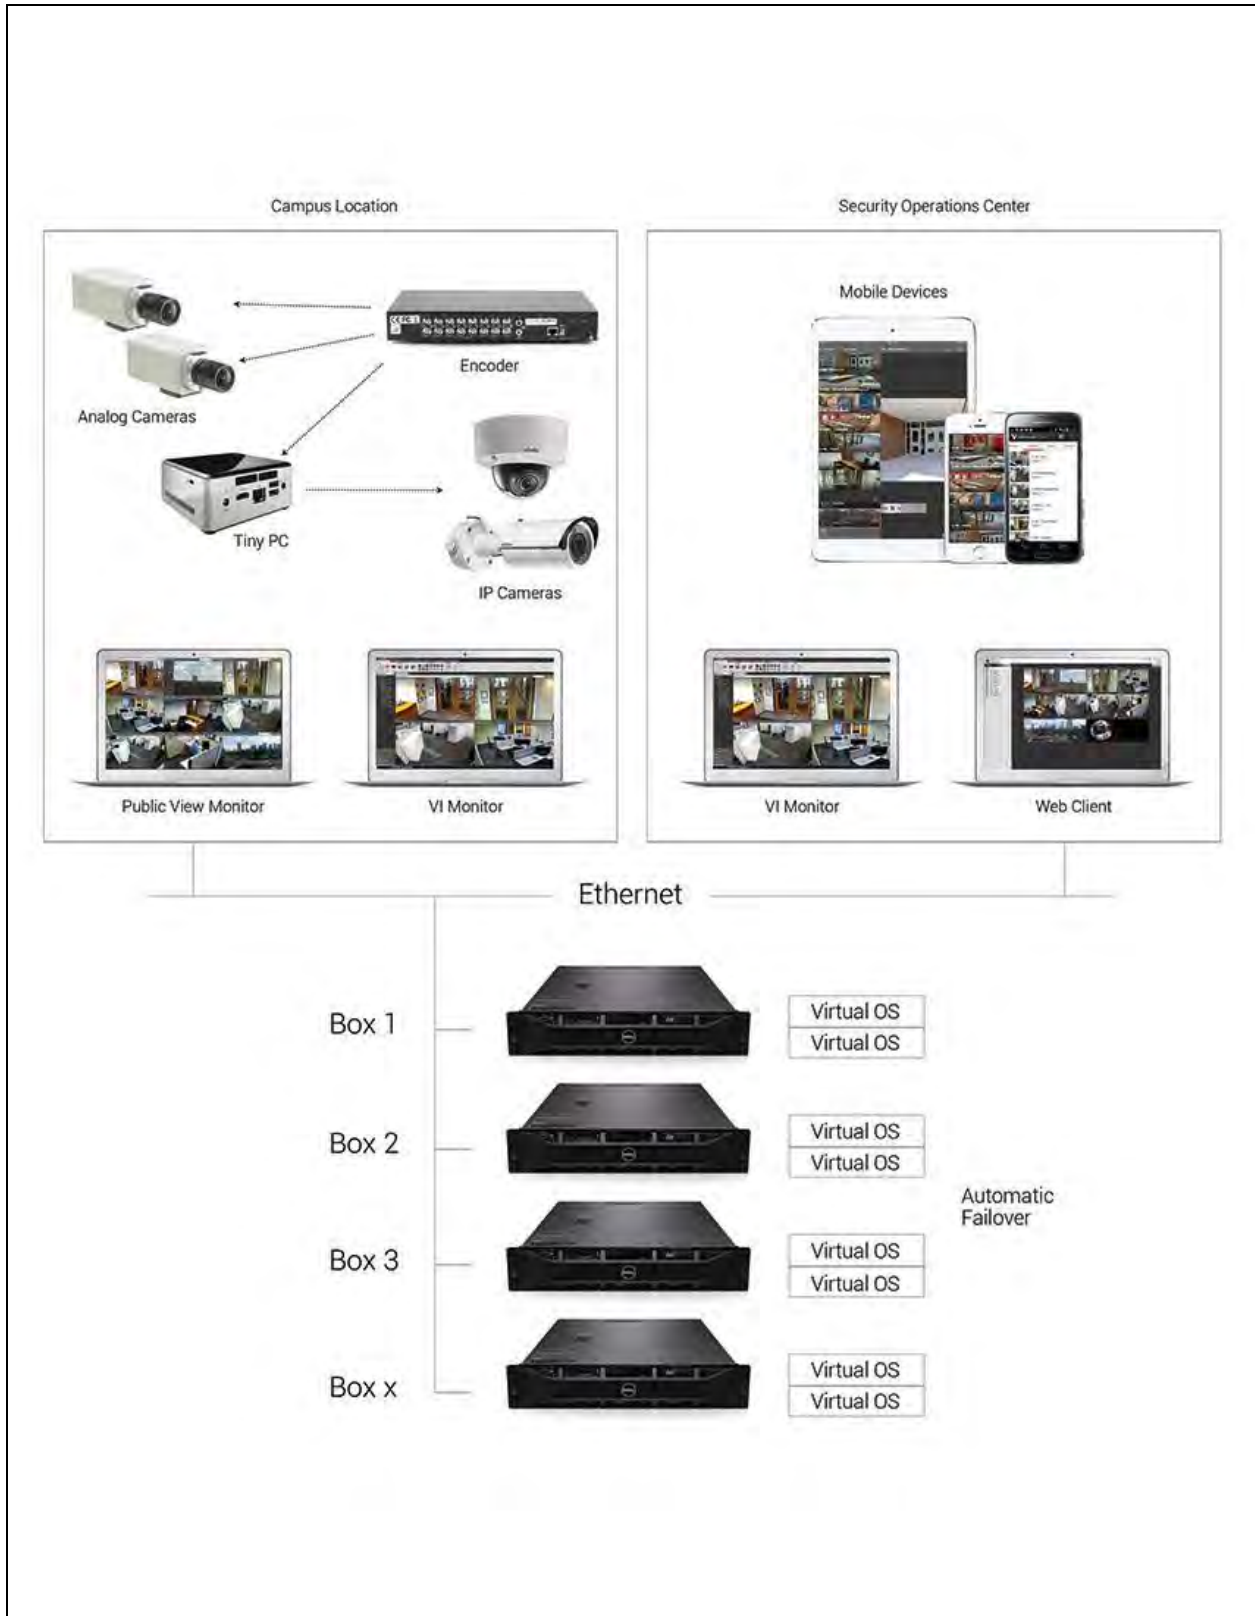 Campus Location
Security Operations Center
Encoder
Analog Cameras
Tiny PC
IP Cameras
Public View Monitor
VI Monitor
Mobile Devices
VI Monitor
Web Client
Ethernet
Box 1
Virtual OS
Virtual OS
Box 2
Virtual OS
Virtual OS
Box 3
Virtual OS
Virtual OS
Automatic
Failover
Box x
Virtual OS
Virtual OS